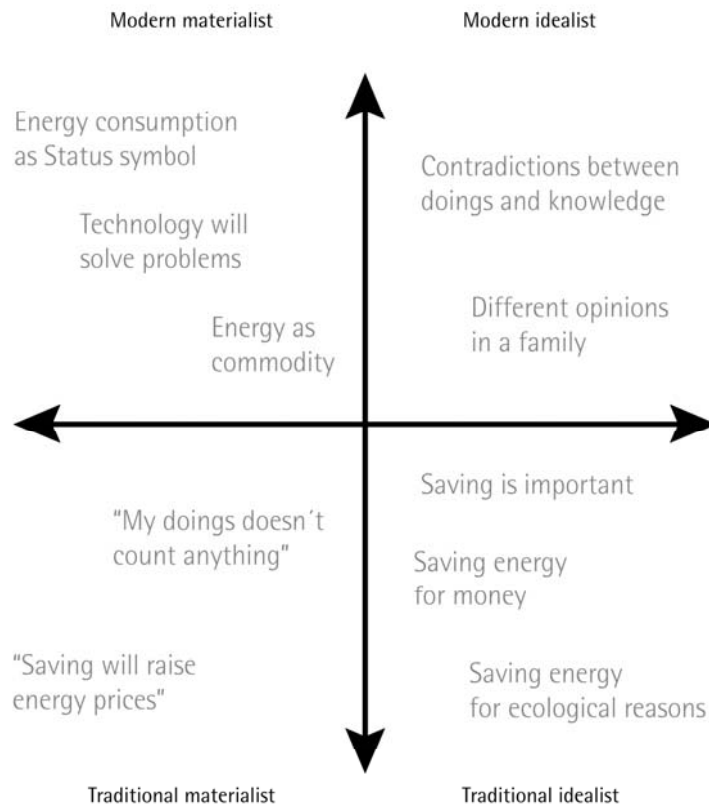 Modern materialist
Modern idealist
Energy consumption
as Status symbol
Technology will
solve problems
Energy as
commodity
Contradictions between
doings and knowledge
Different opinions
in a family
"My doings doesn´t
count anything"
"Saving will raise
energy prices"
Saving is important
Saving energy
for money
Saving energy
for ecological reasons
Traditional materialist
Traditional idealist